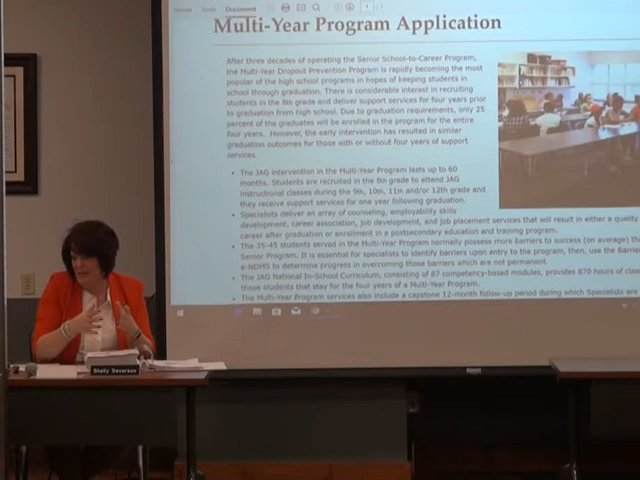 Home Tools Document
Multi-Year Program Application
After three decades of operating the Senior School-to-Career Program,
the Multi-Year Dropout Prevention Program is rapidly becoming the most
popular of the high school programs in hopes of keeping students in
school through graduation. There is considerable interest in recruiting
students in the 8th grade and deliver support services for four years prior
to graduation from high school. Due to graduation requirements, only 25
percent of the graduates will be enrolled in the program for the entire
four years. However, the early intervention has resulted in similar
graduation outcomes for those with or without four years of support
services.
• The JAG intervention in the Multi-Year Program lasts up to 60
months. Students are recruited in the 8th grade to attend JAG
instructional classes during the 9th, 10th, 11th and/or 12th grade and
they receive support services for one year following graduation.
• Specialists deliver an array of counseling, employability skills
development, career association, job development, and job placement services that will result in either a quality
career after graduation or enrollment in a postsecondary education and training program.
• The 35-45 students served in the Multi-Year Program normally possess more barriers to success (on average) tha
Senior Program. It is essential for specialists to identify barriers upon entry to the program, then, use the Barrie
e-NDMS to determine progress in overcoming those barriers which are not permanent.
• The JAG National In-School Curriculum, consisting of 87 competency-based modules, provides 870 hours of clas
those students that stay for the four years of a Multi-Year Program.
• The Multi-Year Program services also include a capstone 12-month follow-up period during which Specialists are
Shelly Severson